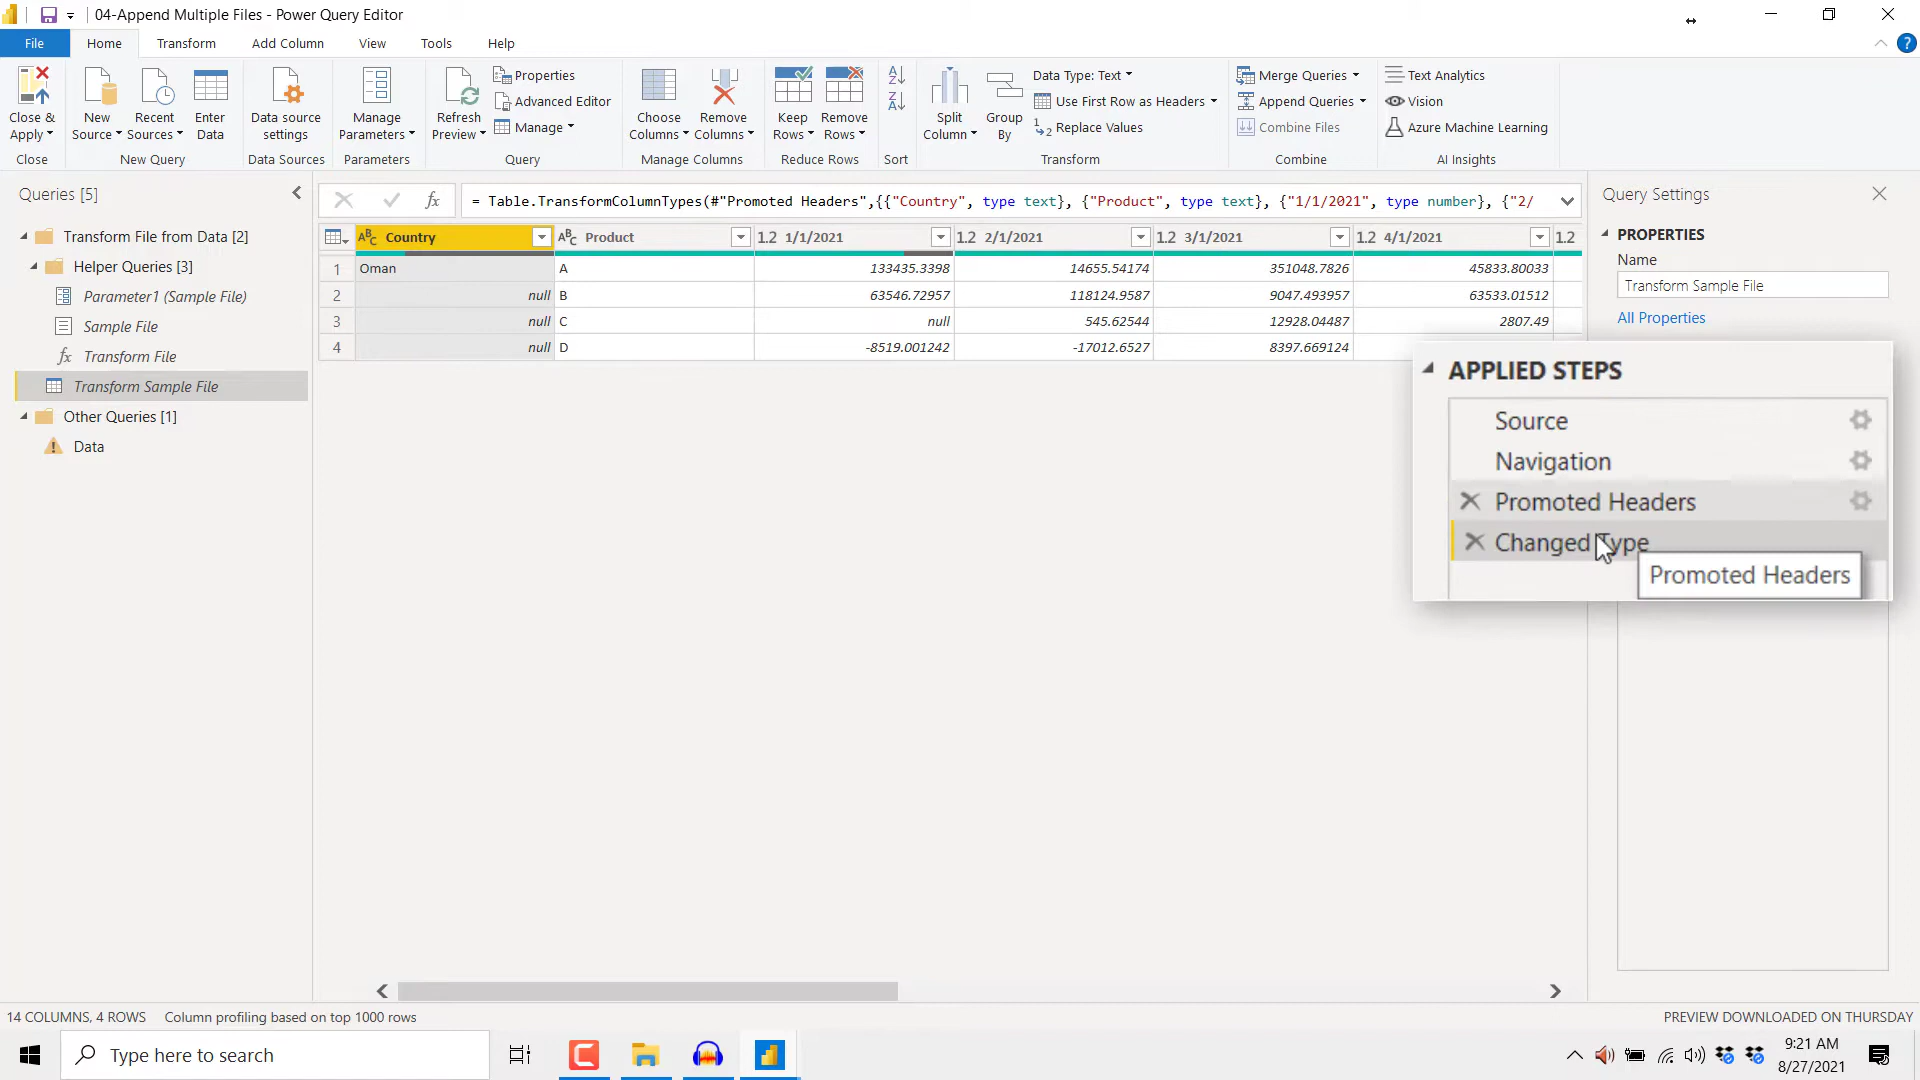 04-Append Multiple Files - Power Query Editor
File
Home
Transform
Add Column
View
Tools
Help
Close &
Apply
Close
New
Source
Recent
Sources
Enter
Data
New Query
Data source
settings
Data Sources
Manage
Parameters
Parameters
Refresh
Preview
Properties
Advanced Editor
Manage
Query
Choose
Columns
Remove
Columns
Manage Columns
Keep
Rows
Remove
Rows
Reduce Rows
Sort
Split
Column
Group
By
Data Type: Text
Use First Row as Headers
Replace Values
Transform
Merge Queries
Append Queries
Combine Files
Combine
Text Analytics
Vision
Azure Machine Learning
AI Insights
Queries [5]
Transform File from Data [2]
Helper Queries [3]
Parameter1 (Sample File)
Sample File
fx Transform File
Transform Sample File
Other Queries [1]
Data
fx
= Table.TransformColumnTypes(#"Promoted Headers",{{"Country", type text}, {"Product", type text}, {"1/1/2021", type number}, {"2/
ABC Country ABC Product 1.2 1/1/2021 1.2 2/1/2021 1.2 3/1/2021 1.2 4/1/2021 1.2
1 Oman A 133435.3398 14655.54174 351048.7826 45833.80033
2 null B 63546.72957 118124.9587 9047.493957 63533.01512
3 null C null 545.62544 12928.04487 2807.49
4 null D -8519.001242 -17012.6527 8397.669124
Query Settings
PROPERTIES
Name
Transform Sample File
All Properties
APPLIED STEPS
Source
Navigation
Promoted Headers
Changed Type
Promoted Headers
14 COLUMNS, 4 ROWS
Column profiling based on top 1000 rows
PREVIEW DOWNLOADED ON THURSDAY
Type here to search
9:21 AM
8/27/2021